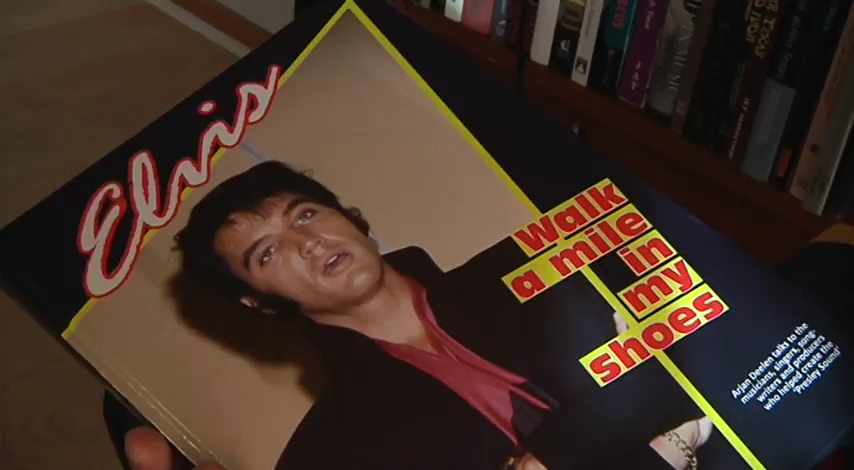 Elvis
Walk
a mile
in
my
shoes
Arjan Deelen talks to the
musicians, singers, song-
writers and producers
who helped create the
'Presley Sound'